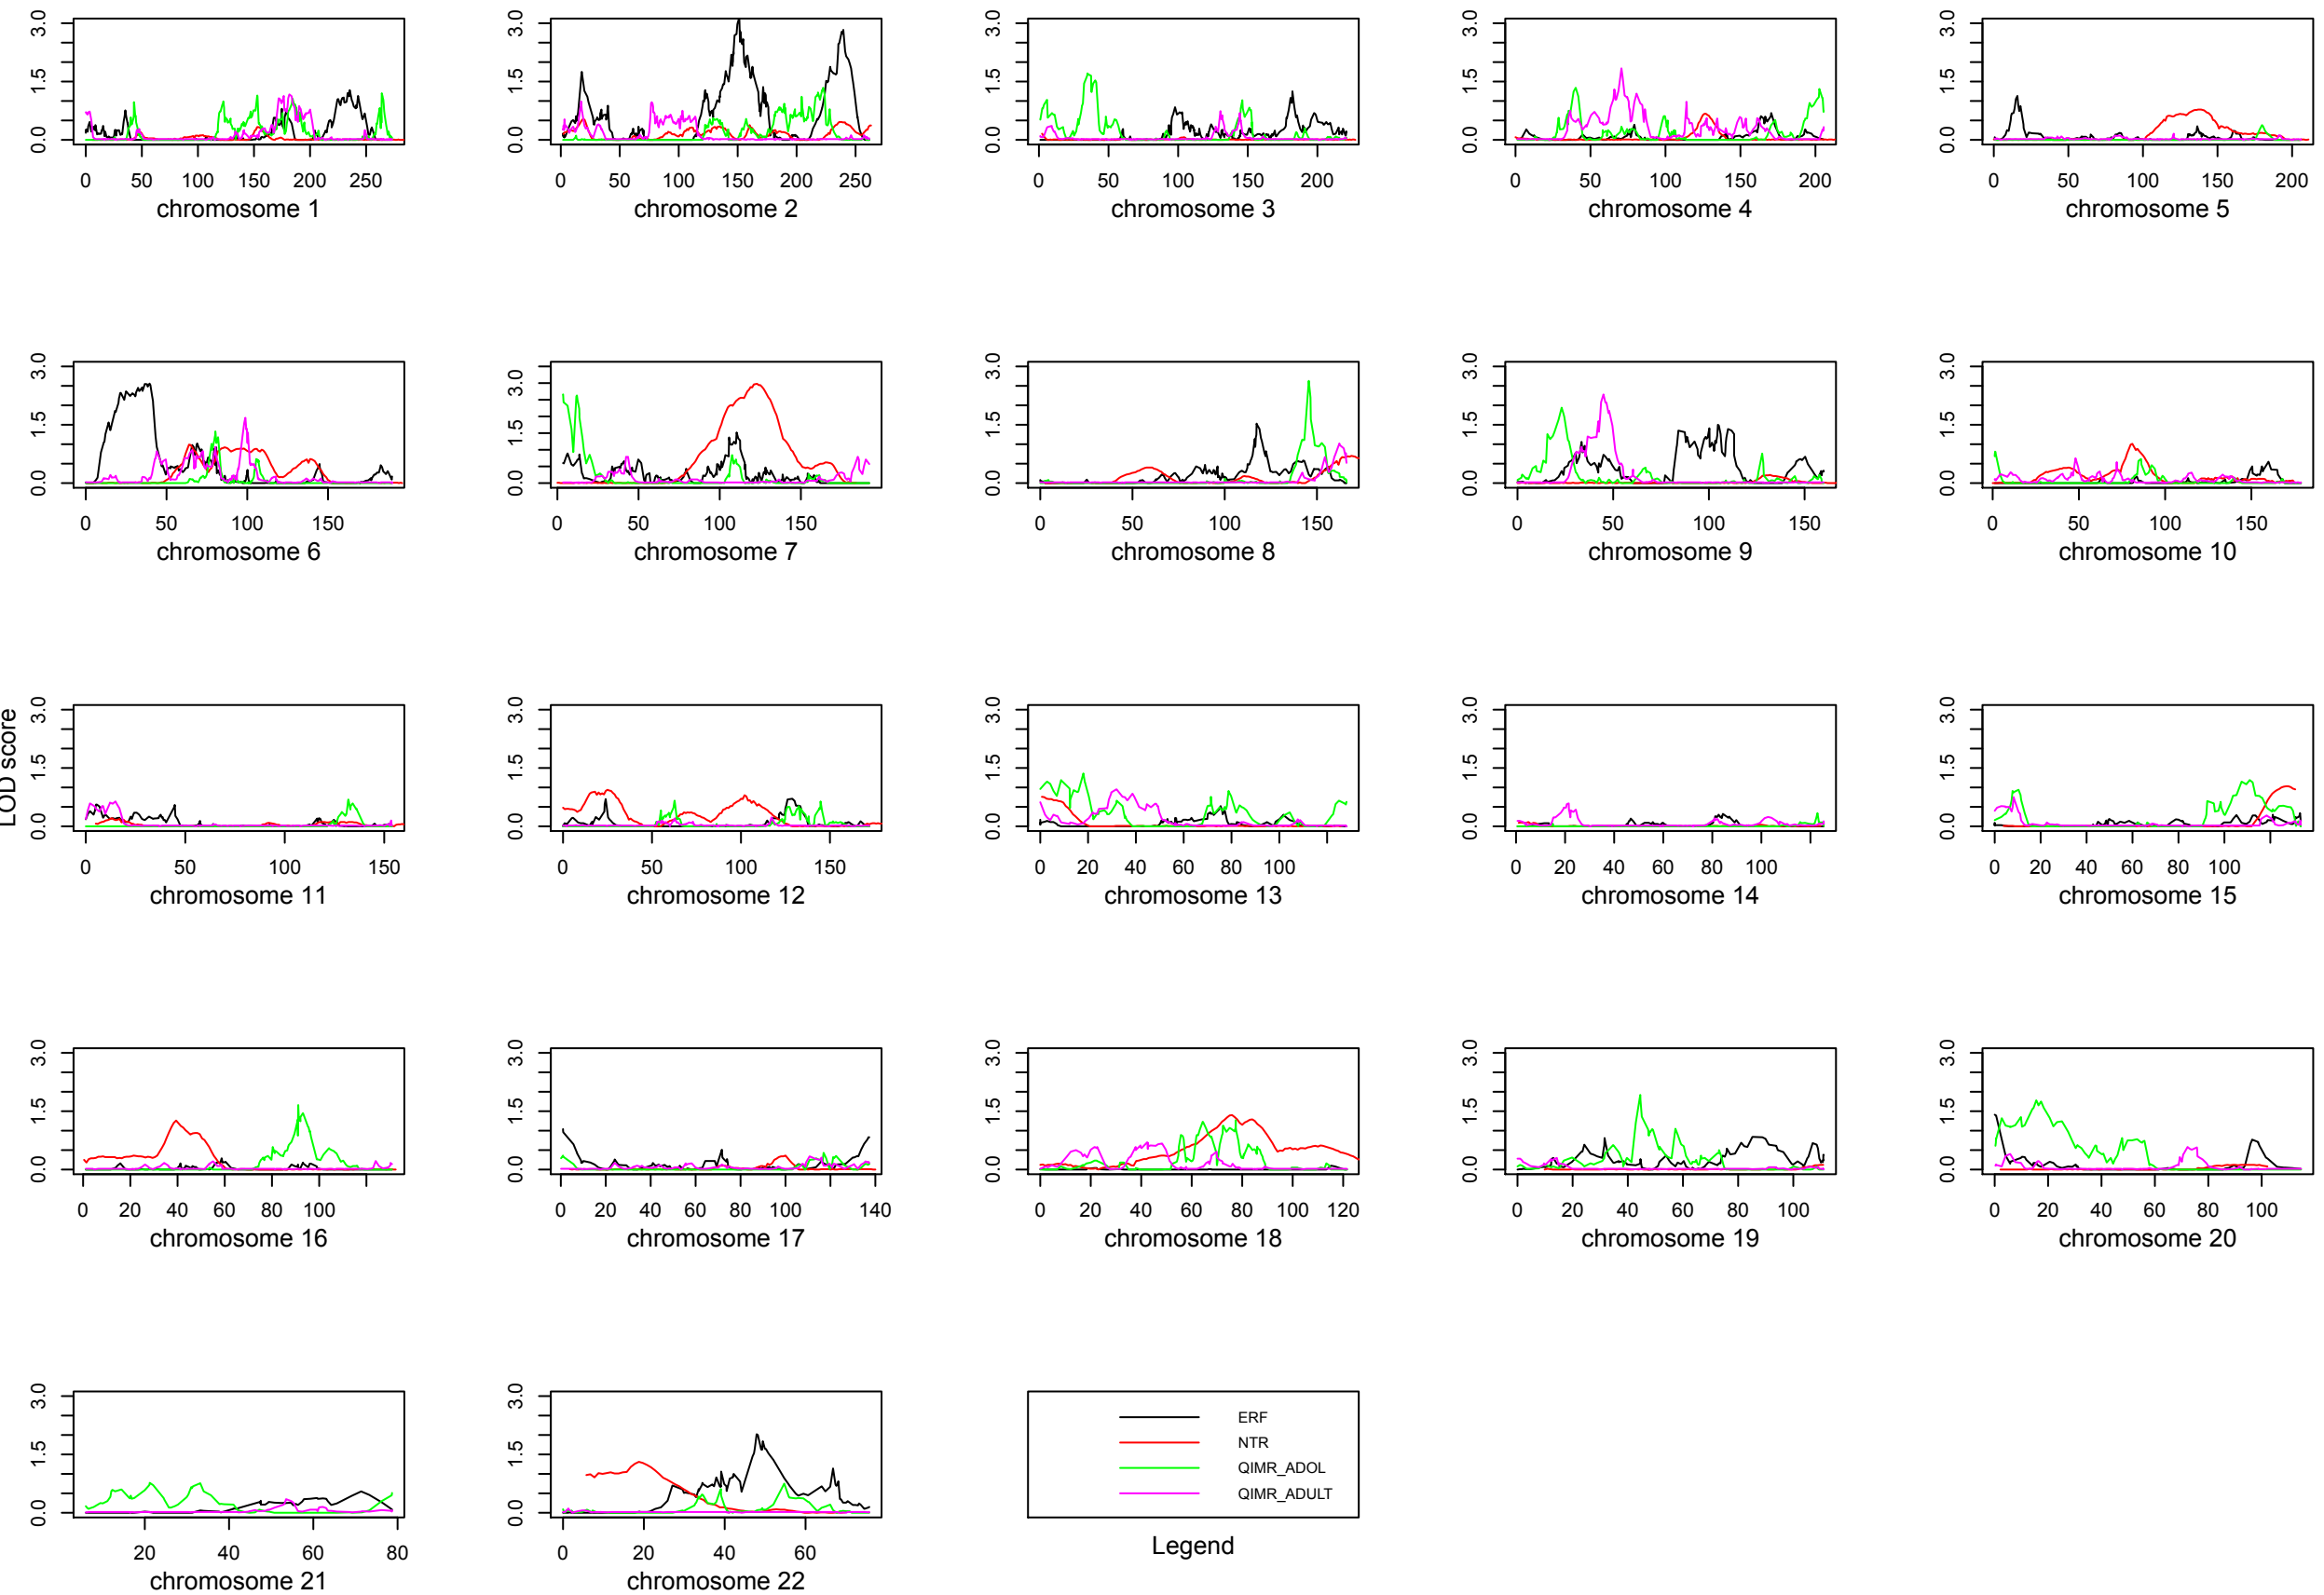 0.0 1.5 3.0
0 50 100 150 200 250
chromosome 1
0.0 1.5 3.0
0 50 100 150 200 250
chromosome 2
0.0 1.5 3.0
0 50 100 150 200
chromosome 3
0.0 1.5 3.0
0 50 100 150 200
chromosome 4
0.0 1.5 3.0
0 50 100 150 200
chromosome 5
0.0 1.5 3.0
0 50 100 150
chromosome 6
0.0 1.5 3.0
0 50 100 150
chromosome 7
0.0 1.5 3.0
0 50 100 150
chromosome 8
0.0 1.5 3.0
0 50 100 150
chromosome 9
0.0 1.5 3.0
0 50 100 150
chromosome 10
LOD score
0.0 1.5 3.0
0 50 100 150
chromosome 11
0.0 1.5 3.0
0 50 100 150
chromosome 12
0.0 1.5 3.0
0 20 40 60 80 100
chromosome 13
0.0 1.5 3.0
0 20 40 60 80 100
chromosome 14
0.0 1.5 3.0
0 20 40 60 80 100
chromosome 15
0.0 1.5 3.0
0 20 40 60 80 100
chromosome 16
0.0 1.5 3.0
0 20 40 60 80 100 140
chromosome 17
0.0 1.5 3.0
0 20 40 60 80 100 120
chromosome 18
0.0 1.5 3.0
0 20 40 60 80 100
chromosome 19
0.0 1.5 3.0
0 20 40 60 80 100
chromosome 20
0.0 1.5 3.0
20 40 60 80
chromosome 21
0.0 1.5 3.0
0 20 40 60
chromosome 22
ERF
NTR
QIMR_ADOL
QIMR_ADULT
Legend